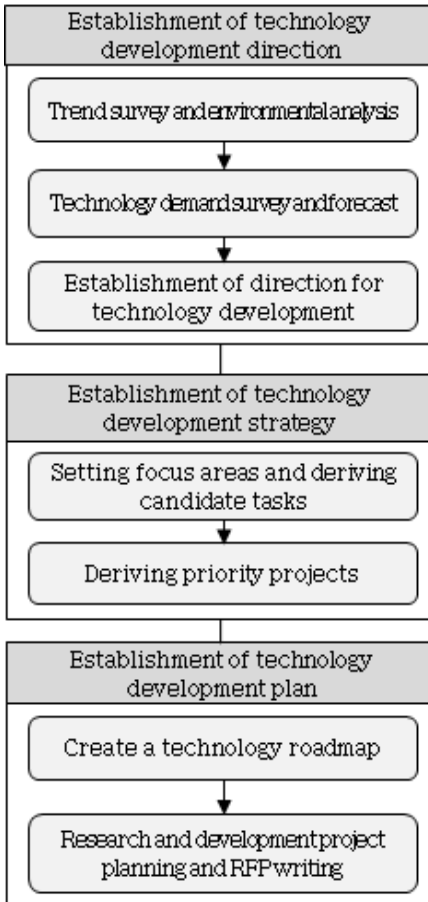 Establishment of technology
development direction
Trend survey and environmental analysis
Technology demand survey and forecast
Establishment of direction for
technology development
Establishment of technology
development strategy
Setting focus areas and deriving
candidate tasks
Deriving priority projects
Establishment of technology
development plan
Create a technology roadmap
Research and development project
planning and RFP writing